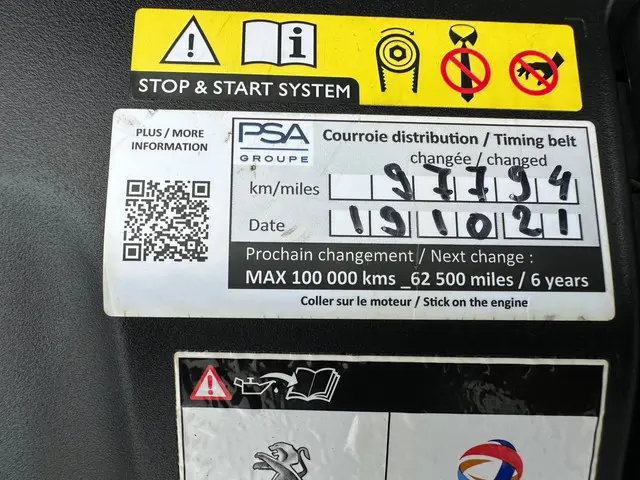 STOP & START SYSTEM
PLUS / MORE
INFORMATION
PSA
GROUPE
Courroie distribution / Timing belt
changée / changed
km/miles 97794
Date 191021
Prochain changement / Next change :
MAX 100 000 kms _62 500 miles / 6 years
Coller sur le moteur / Stick on the engine